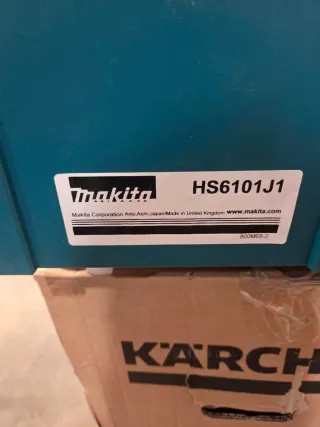 makita HS6101J1
Makita Corporation Anjo, Aichi, Japan/Made in United Kingdom www.makita.com
KÄRCH